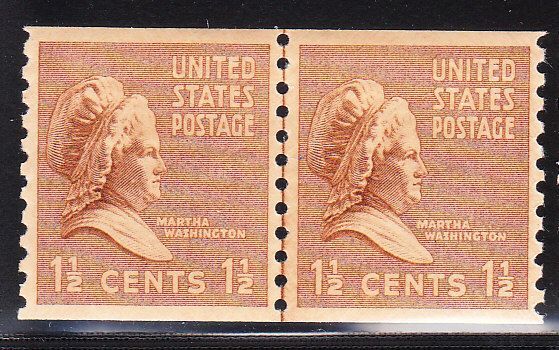 UNITED
STATES
POSTAGE
MARTHA
WASHINGTON
1½ CENTS 1½
UNITED
STATES
POSTAGE
MARTHA
WASHINGTON
1½ CENTS 1½